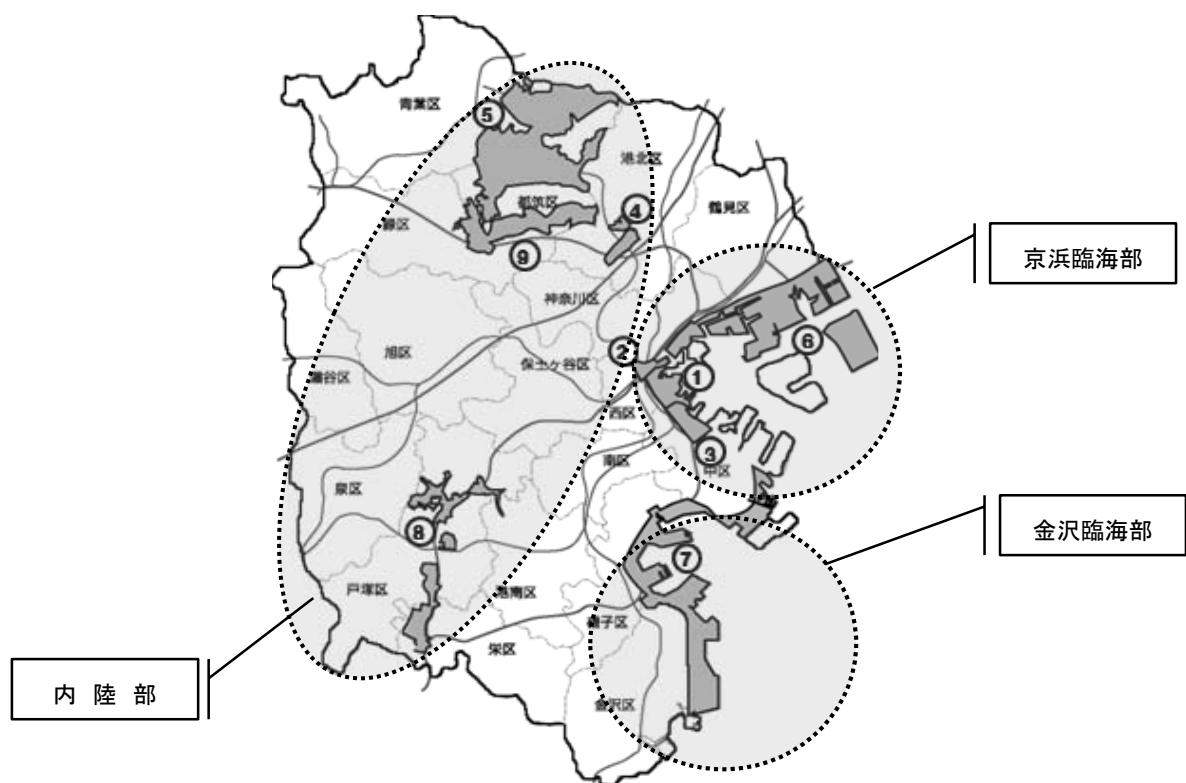 青葉区
⑤
港北区
都筑区
④
鶴見区
緑区
⑨
京浜臨海部
神奈川区
⑥
旭区
保土ヶ谷区
②
①
瀬谷区
西区
③
南区
中区
泉区
⑧
金沢臨海部
⑦
戸塚区
港南区
磯子区
栄区
内陸部
金沢区